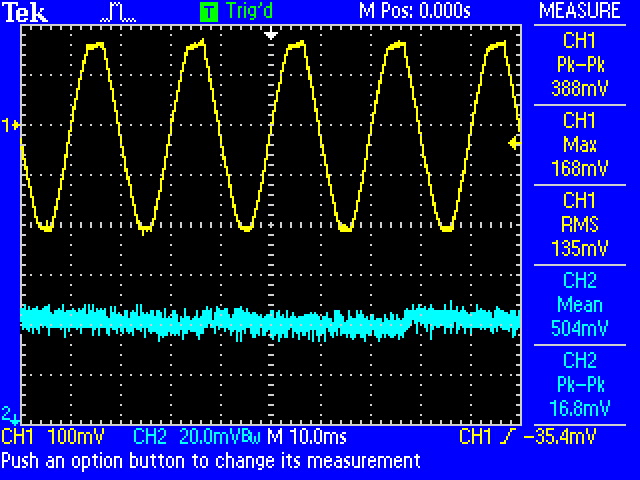 Tek T Trig'd M Pos: 0.000s MEASURE
CH1
Pk-Pk
388mV
1
CH1
Max
168mV
CH1
RMS
135mV
CH2
Mean
504mV
CH2
Pk-Pk
16.8mV
2
CH1 100mV CH2 20.0mVBW M 10.0ms CH1 -35.4mV
Push an option button to change its measurement